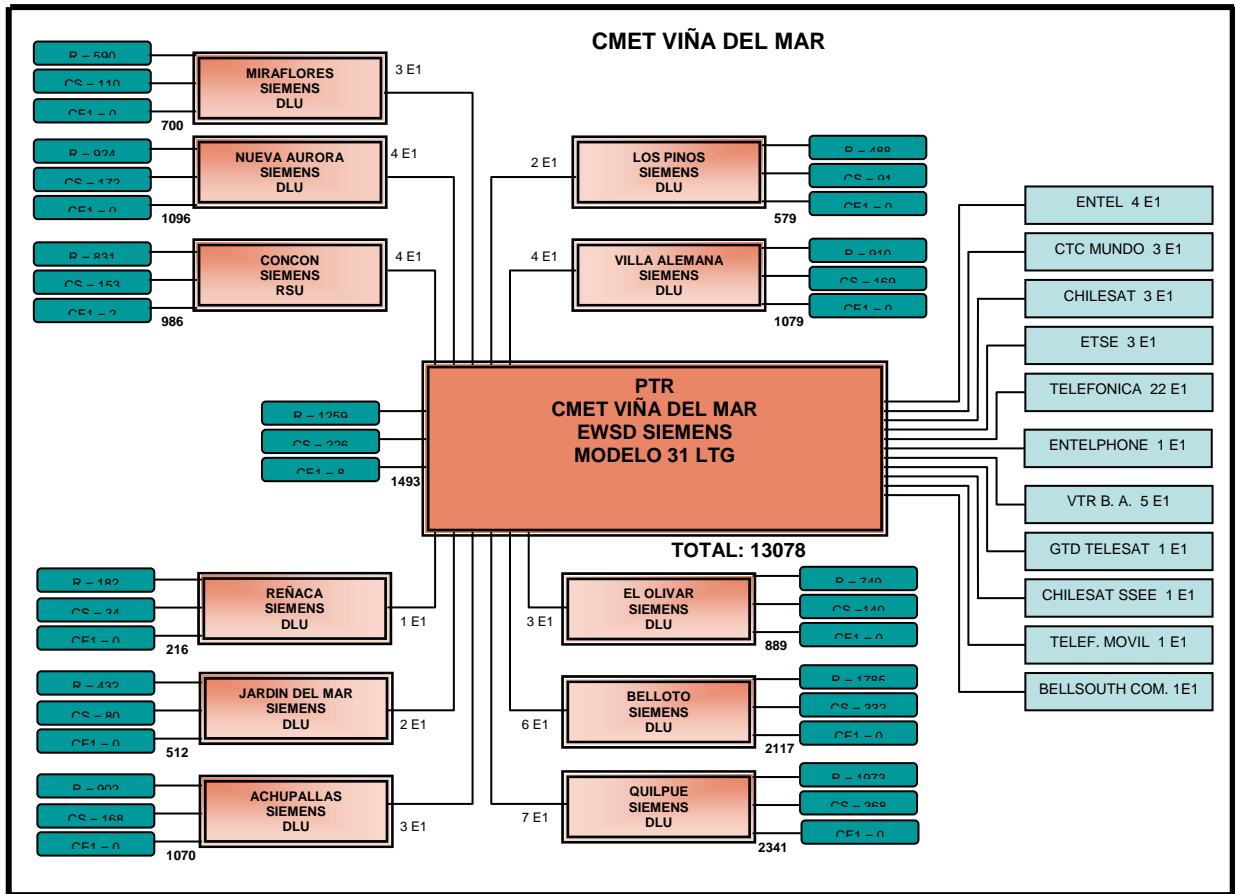 CMET VIÑA DEL MAR
R – 590
CS – 110
CE1 – 0
700
MIRAFLORES
SIEMENS
DLU
3 E1
R – 924
CS – 172
CE1 – 0
1096
NUEVA AURORA
SIEMENS
DLU
4 E1
R – 831
CS – 153
CE1 – 2
986
CONCON
SIEMENS
RSU
4 E1
2 E1
LOS PINOS
SIEMENS
DLU
R – 488
CS – 91
CE1 – 0
579
4 E1
VILLA ALEMANA
SIEMENS
DLU
R – 910
CS – 169
CE1 – 0
1079
R – 1259
CS – 226
CE1 – 8
1493
PTR
CMET VIÑA DEL MAR
EWSD SIEMENS
MODELO 31 LTG
TOTAL: 13078
ENTEL 4 E1
CTC MUNDO 3 E1
CHILESAT 3 E1
ETSE 3 E1
TELEFONICA 22 E1
ENTELPHONE 1 E1
VTR B. A. 5 E1
GTD TELESAT 1 E1
CHILESAT SSEE 1 E1
TELEF. MOVIL 1 E1
BELLSOUTH COM. 1E1
R – 182
CS – 34
CE1 – 0
216
REÑACA
SIEMENS
DLU
1 E1
R – 432
CS – 80
CE1 – 0
512
JARDIN DEL MAR
SIEMENS
DLU
2 E1
R – 902
CS – 168
CE1 – 0
1070
ACHUPALLAS
SIEMENS
DLU
3 E1
3 E1
EL OLIVAR
SIEMENS
DLU
R – 749
CS –140
CE1 – 0
889
6 E1
BELLOTO
SIEMENS
DLU
R – 1785
CS – 332
CE1 – 0
2117
7 E1
QUILPUE
SIEMENS
DLU
R – 1973
CS – 368
CE1 – 0
2341